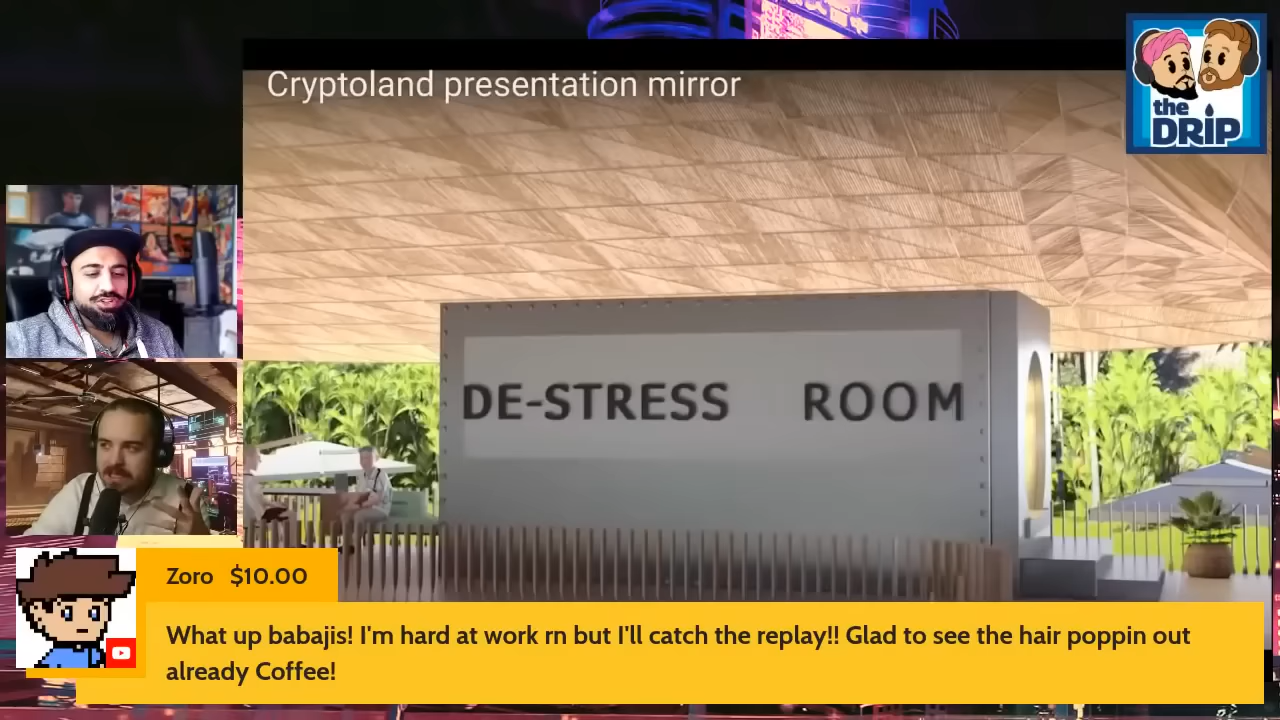 Cryptoland presentation mirror
the
DRIP
DE-STRESS ROOM
Zoro $10.00
What up babajis! I'm hard at work rn but I'll catch the replay!! Glad to see the hair poppin out
already Coffee!